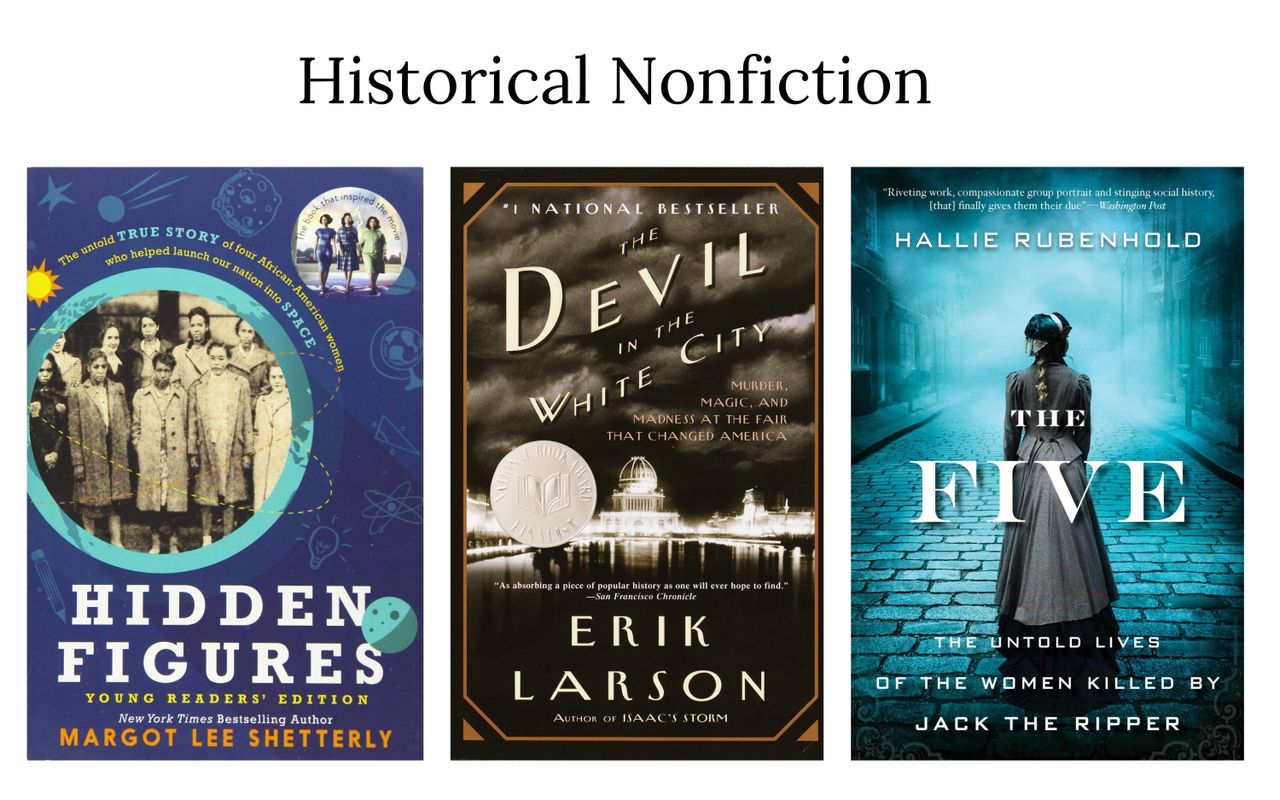 Historical Nonfiction
The untold TRUE STORY of four African-American women
who helped launch our nation into SPACE
The book that inspired the movie
HIDDEN
FIGURES
YOUNG READERS' EDITION
New York Times Bestselling Author
MARGOT LEE SHETTERLY
"#1 NATIONAL BESTSELLER
THE
DEVIL
IN THE
WHITE CITY
MURDER,
MAGIC, AND
MADNESS AT THE FAIR
THAT CHANGED AMERICA
NATIONAL BOOK AWARD
FINALIST
"As absorbing a piece of popular history as one will ever hope to find."
—San Francisco Chronicle
ERIK
LARSON
AUTHOR OF ISAAC'S STORM
"Riveting work, compassionate group portrait and stinging social history,
[that] finally gives them their due"—Washington Post
HALLIE RUBENHOLD
THE
FIVE
THE UNTOLD LIVES
OF THE WOMEN KILLED BY
JACK THE RIPPER